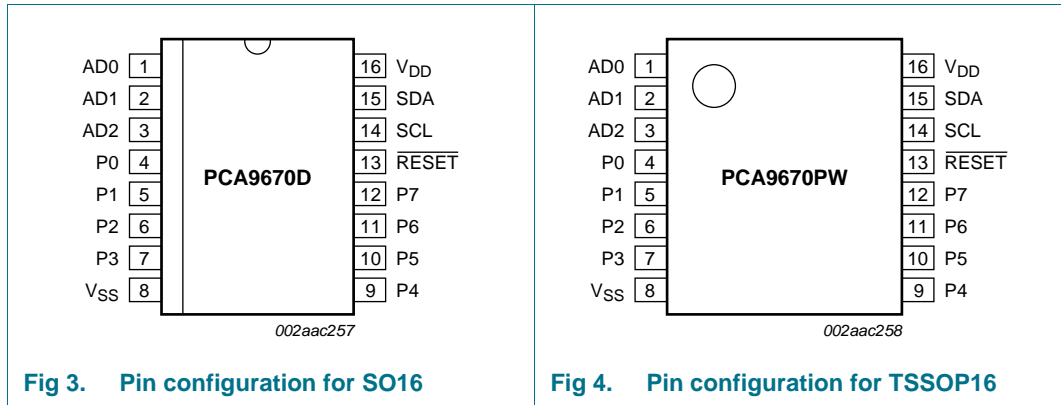 AD0 1 16 VDD
AD1 2 15 SDA
AD2 3 14 SCL
P0 4 13 RESET
PCA9670D
P1 5 12 P7
P2 6 11 P6
P3 7 10 P5
VSS 8 9 P4
002aac257
Fig 3. Pin configuration for SO16
AD0 1 16 VDD
AD1 2 15 SDA
AD2 3 14 SCL
P0 4 13 RESET
PCA9670PW
P1 5 12 P7
P2 6 11 P6
P3 7 10 P5
VSS 8 9 P4
002aac258
Fig 4. Pin configuration for TSSOP16